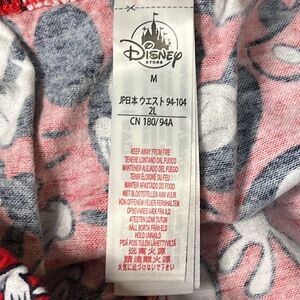 Disney
STORE
M
JP日本 ウエスト 94-104
2L
CN 180/94A
KEEP AWAY FROM FIRE
TENERE LONTANO DAL FUOCO
MANTENER ALEJADO DEL FUEGO
TENIR ÉLOIGNÉ DU FEU
MANTER AFASTADO DO FOGO
NIET BLOOTSTELLEN AAN VUUR
VON OFFENEM FEUER FERNHALTEN
OPBEVARES VÆK FRA ILD
ATESTEN UZAK TUTUN
HÅLL BORTA FRÅN ELD
HOLD UNNA ILD
PIDÄ POIS TULEN LÄHETTYVILTÄ
远离火源
請遠離火源
火気に近づけないで下さい